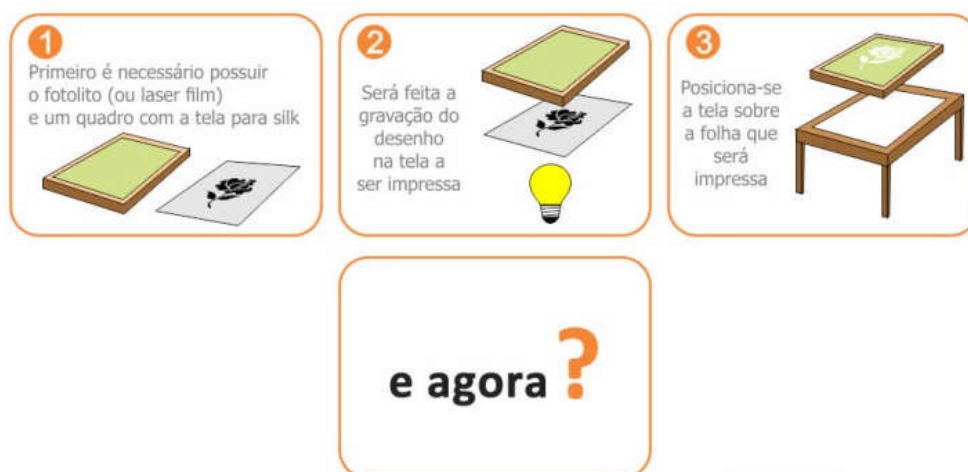 1
Primeiro é necessário possuir
o fotolito (ou laser film)
e um quadro com a tela para silk
2
Será feita a
gravação do
desenho
na tela a
ser impressa
3
Posiciona-se
a tela sobre
a folha que
será
impressa
e agora ?